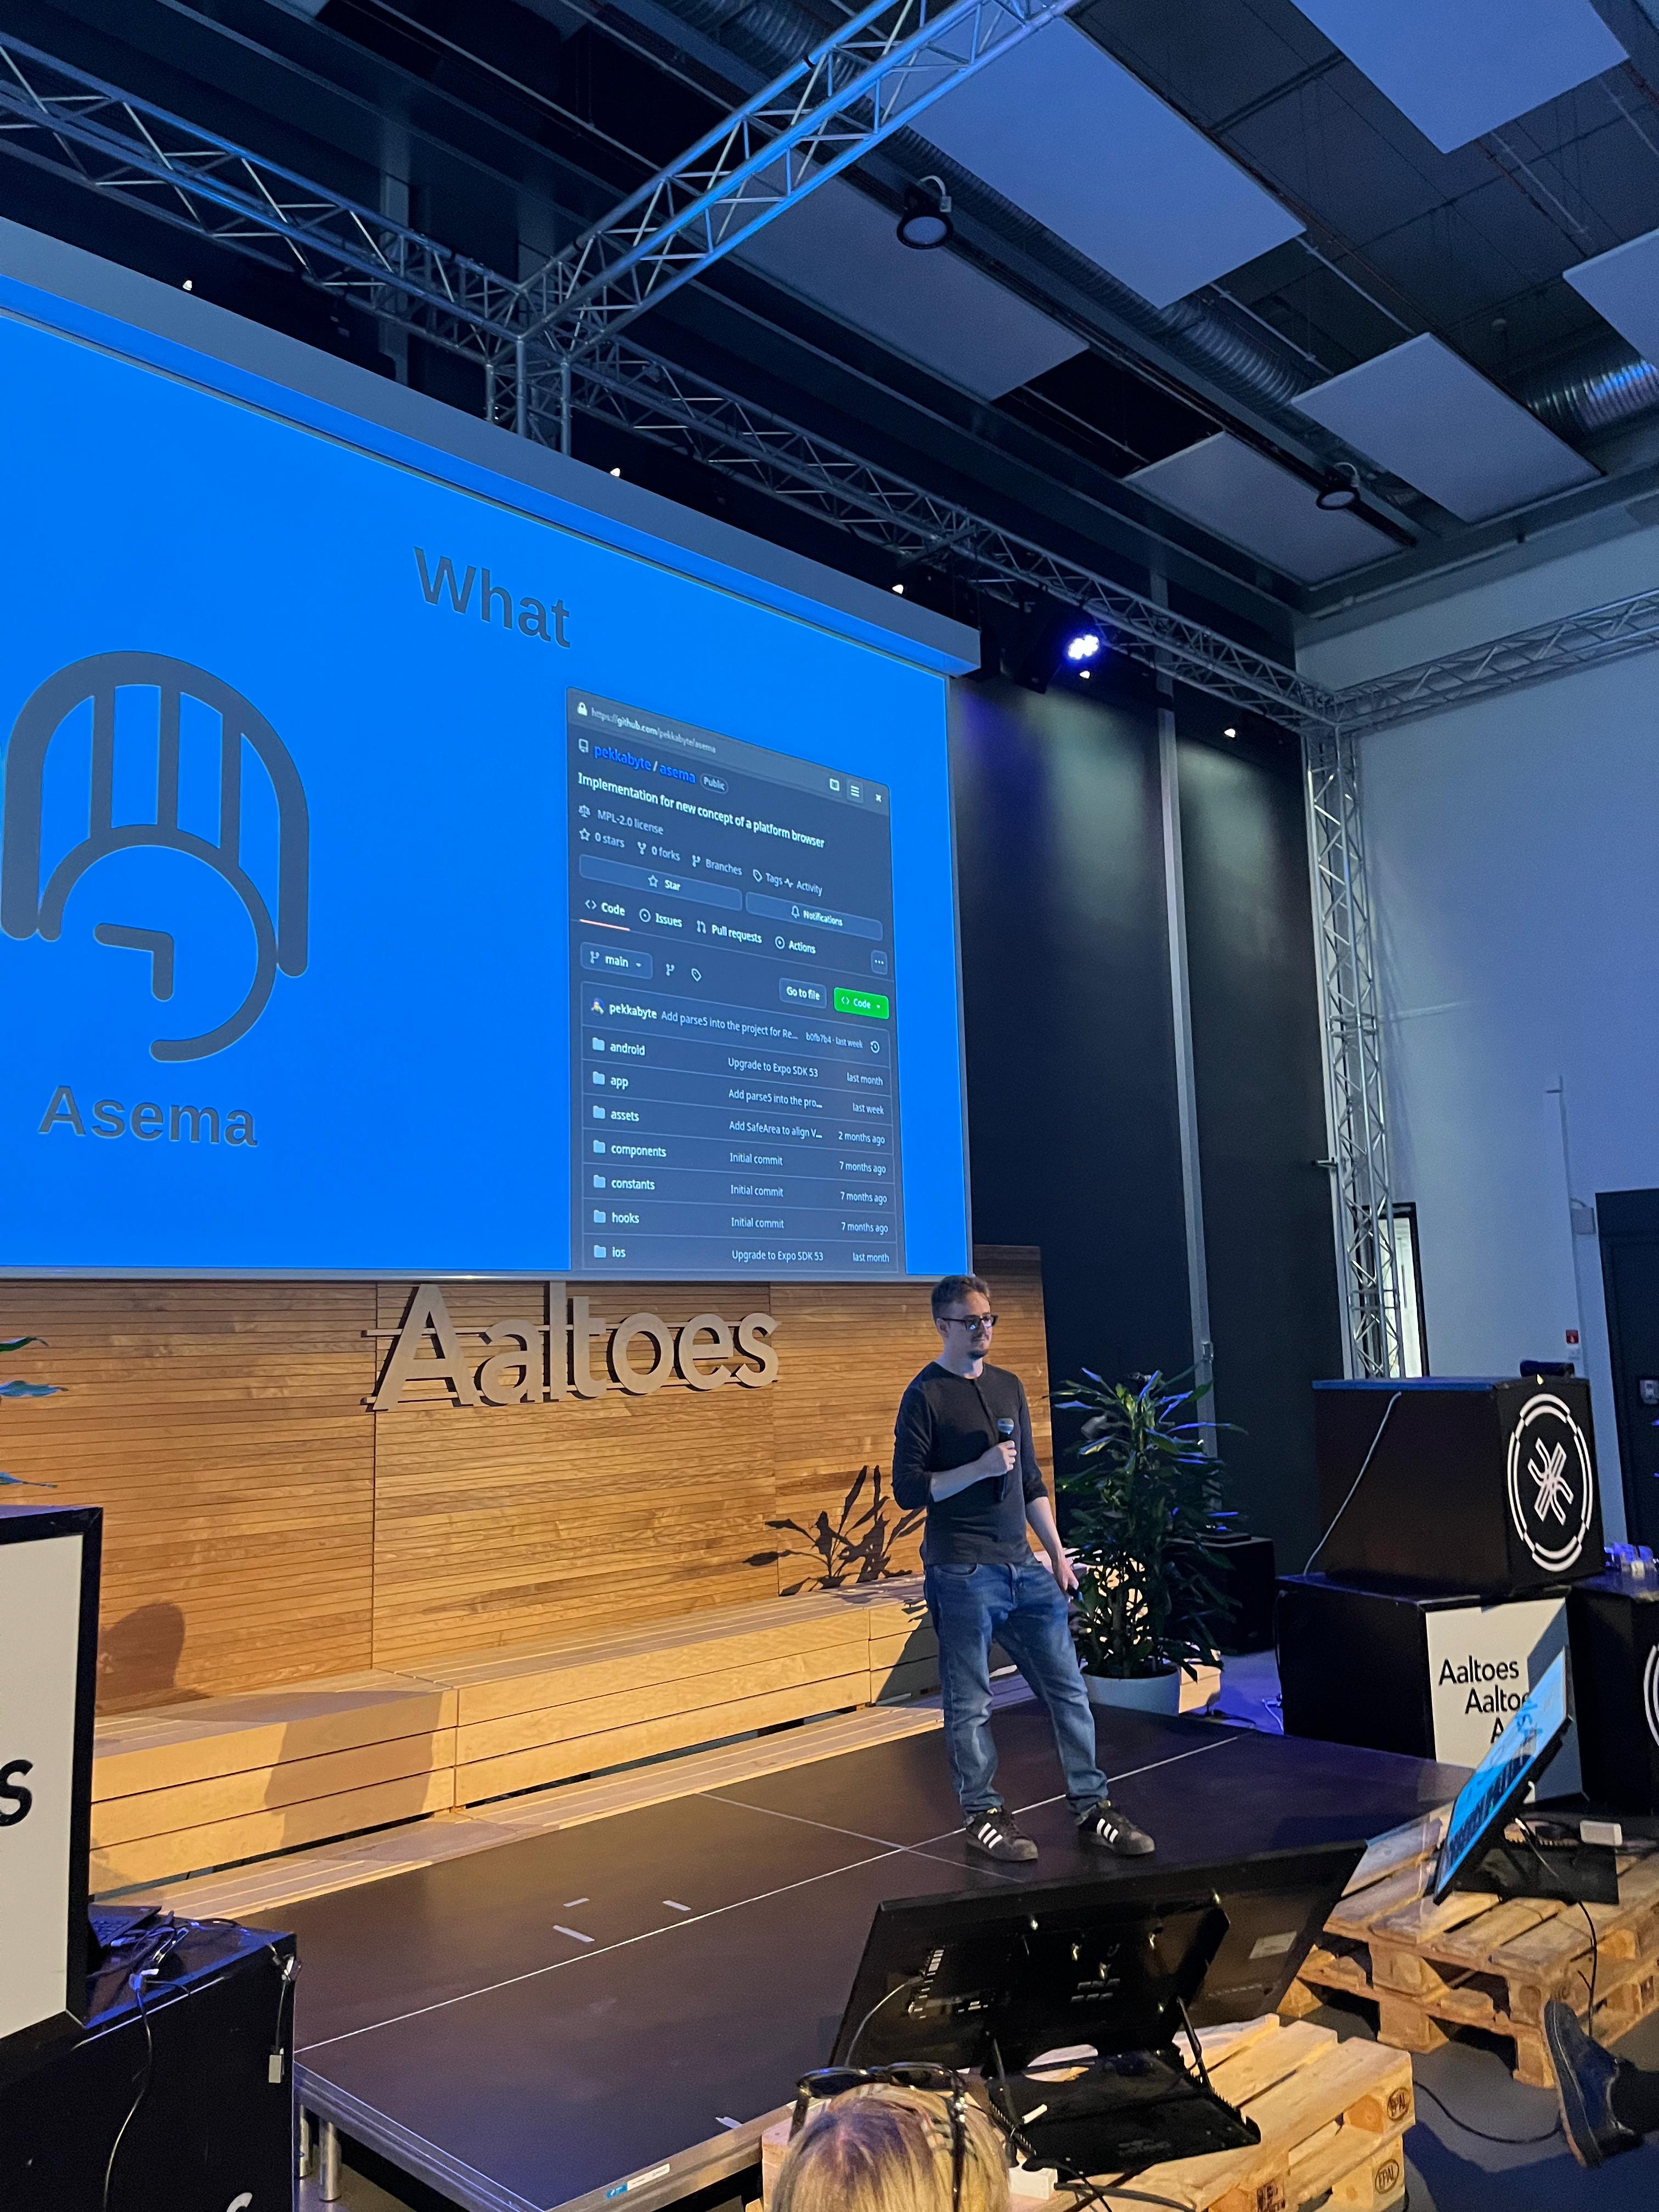 What
Asema
https://github.com/pekkabyte/asema
pekkabyte / asema Public
Implementation for new concept of a platform browser
MPL-2.0 license
0 stars 0 forks Branches Tags Activity
Star Notifications
Code Issues Pull requests Actions
main Go to file Code
pekkabyte Add parse5 into the project for Re... b0fb7b4 · last week
android Upgrade to Expo SDK 53 last month
app Add parse5 into the pro... last week
assets Add SafeArea to align V... 2 months ago
components Initial commit 7 months ago
constants Initial commit 7 months ago
hooks Initial commit 7 months ago
ios Upgrade to Expo SDK 53 last month
Aaltoes
Aaltoes
Aaltoe
A
s
EPAL
EPAL